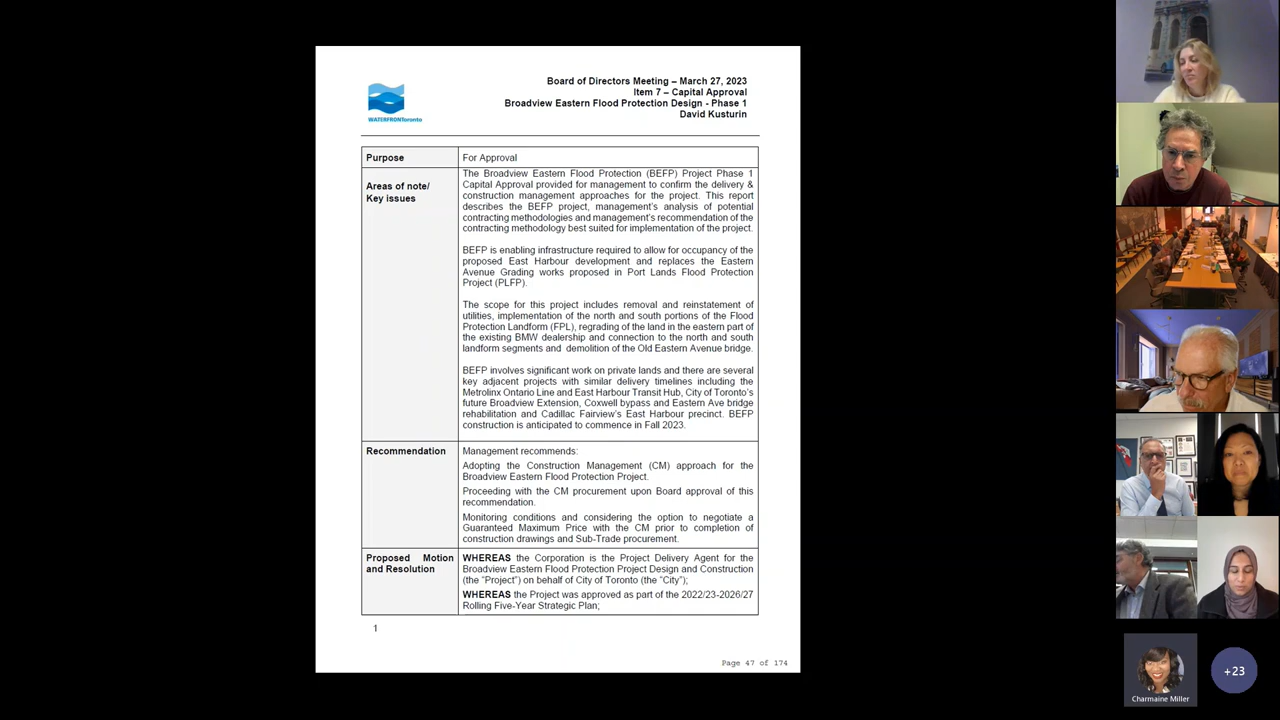 Board of Directors Meeting – March 27, 2023
Item 7 – Capital Approval
Broadview Eastern Flood Protection Design - Phase 1
David Kusturin
WATERFRONToronto
Purpose
For Approval
Areas of note/
Key issues
The Broadview Eastern Flood Protection (BEFP) Project Phase 1
Capital Approval provided for management to confirm the delivery &
construction management approaches for the project. This report
describes the BEFP project, management's analysis of potential
contracting methodologies and management's recommendation of the
contracting methodology best suited for implementation of the project.
BEFP is enabling infrastructure required to allow for occupancy of the
proposed East Harbour development and replaces the Eastern
Avenue Grading works proposed in Port Lands Flood Protection
Project (PLFP).
The scope for this project includes removal and reinstatement of
utilities, implementation of the north and south portions of the Flood
Protection Landform (FPL), regrading of the land in the eastern part of
the existing BMW dealership and connection to the north and south
landform segments and demolition of the Old Eastern Avenue bridge.
BEFP involves significant work on private lands and there are several
key adjacent projects with similar delivery timelines including the
Metrolinx Ontario Line and East Harbour Transit Hub, City of Toronto's
future Broadview Extension, Coxwell bypass and Eastern Ave bridge
rehabilitation and Cadillac Fairview's East Harbour precinct. BEFP
construction is anticipated to commence in Fall 2023.
Recommendation
Management recommends:
Adopting the Construction Management (CM) approach for the
Broadview Eastern Flood Protection Project.
Proceeding with the CM procurement upon Board approval of this
recommendation.
Monitoring conditions and considering the option to negotiate a
Guaranteed Maximum Price with the CM prior to completion of
construction drawings and Sub-Trade procurement.
Proposed Motion
and Resolution
WHEREAS the Corporation is the Project Delivery Agent for the
Broadview Eastern Flood Protection Project Design and Construction
(the "Project") on behalf of City of Toronto (the "City");
WHEREAS the Project was approved as part of the 2022/23-2026/27
Rolling Five-Year Strategic Plan;
1
Page 47 of 174
Charmaine Miller
+23